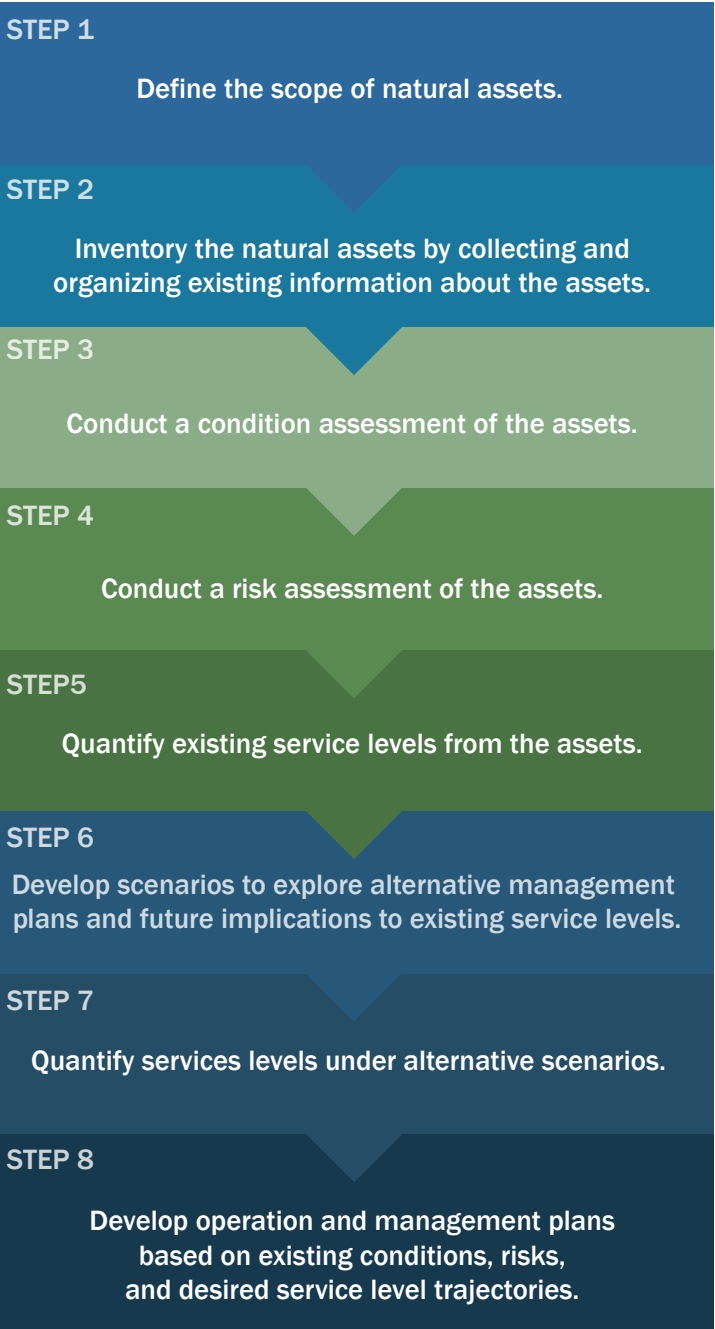 STEP 1
Define the scope of natural assets.
STEP 2
Inventory the natural assets by collecting and
organizing existing information about the assets.
STEP 3
Conduct a condition assessment of the assets.
STEP 4
Conduct a risk assessment of the assets.
STEP5
Quantify existing service levels from the assets.
STEP 6
Develop scenarios to explore alternative management
plans and future implications to existing service levels.
STEP 7
Quantify services levels under alternative scenarios.
STEP 8
Develop operation and management plans
based on existing conditions, risks,
and desired service level trajectories.